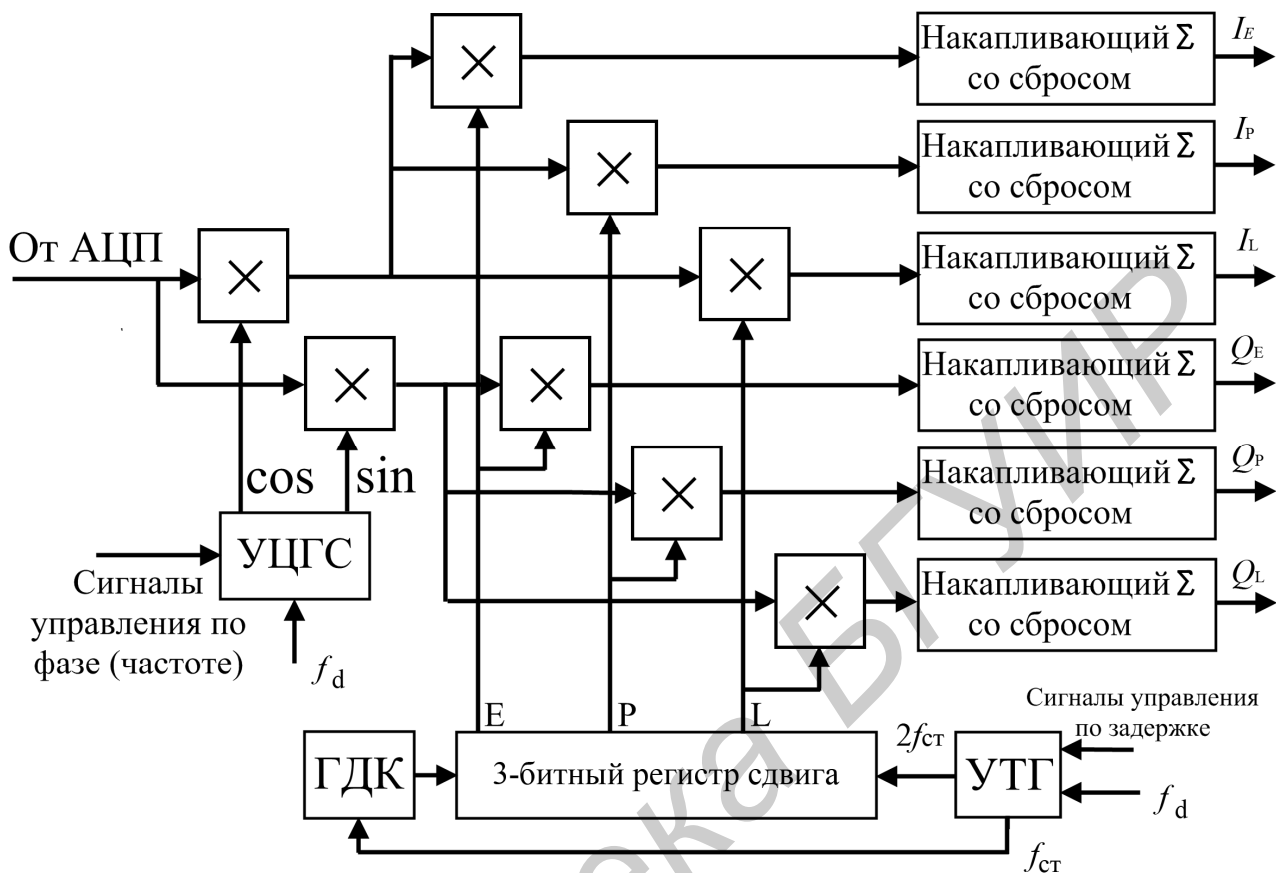 Накапливающий Σ
со сбросом
I_E
Накапливающий Σ
со сбросом
I_P
От АЦП
Накапливающий Σ
со сбросом
I_L
Накапливающий Σ
со сбросом
Q_E
cos
sin
Накапливающий Σ
со сбросом
Q_P
УЦГС
Сигналы
управления по
фазе (частоте)
f_d
Накапливающий Σ
со сбросом
Q_L
E
P
L
ГДК
3-битный регистр сдвига
2f_ст
УТГ
Сигналы управления
по задержке
f_d
f_ст
БГУИР